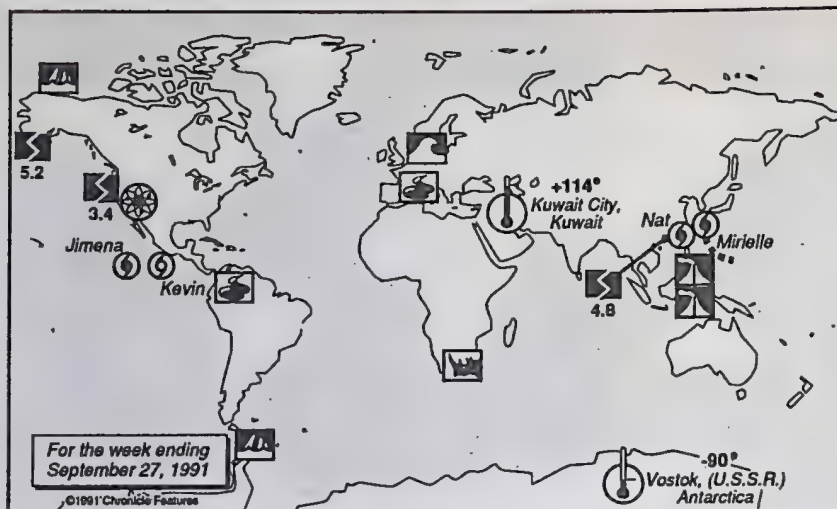 5.2
3.4
Jimena
Kevin
+114°
Kuwait City,
Kuwait
Nat
Mirielle
4.8
For the week ending
September 27, 1991
©1991 Chronicle Features
-90°
Vostok, (U.S.S.R.)
Antarctica